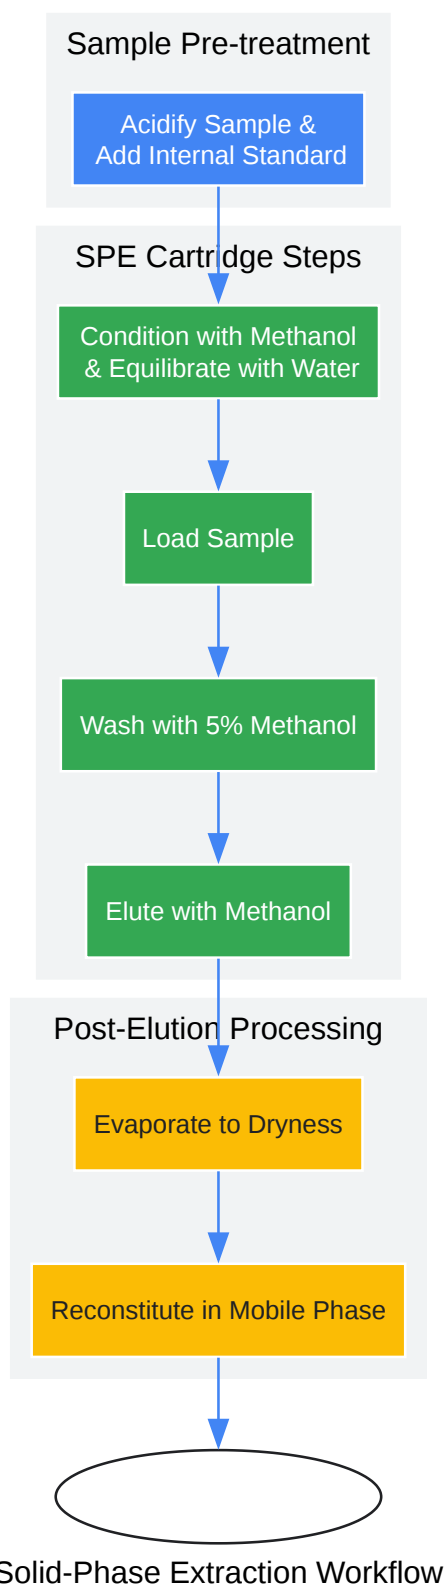 Sample Pre-treatment
Acidify Sample &
Add Internal Standard
SPE Cartridge Steps
Condition with Methanol
& Equilibrate with Water
Load Sample
Wash with 5% Methanol
Elute with Methanol
Post-Elution Processing
Evaporate to Dryness
Reconstitute in Mobile Phase
Solid-Phase Extraction Workflow